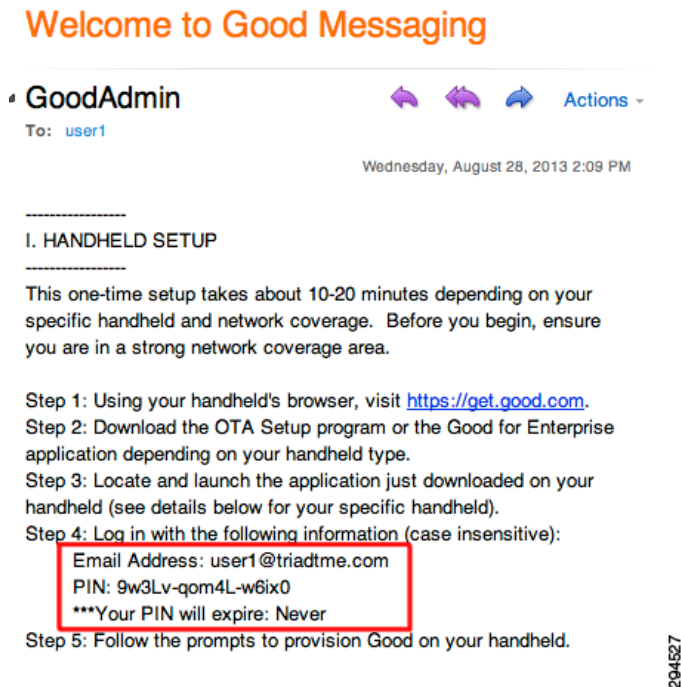 Welcome to Good Messaging
GoodAdmin
Actions
To: user1
Wednesday, August 28, 2013 2:09 PM
-----------------
I. HANDHELD SETUP
-----------------
This one-time setup takes about 10-20 minutes depending on your
specific handheld and network coverage. Before you begin, ensure
you are in a strong network coverage area.
Step 1: Using your handheld's browser, visit https://get.good.com.
Step 2: Download the OTA Setup program or the Good for Enterprise
application depending on your handheld type.
Step 3: Locate and launch the application just downloaded on your
handheld (see details below for your specific handheld).
Step 4: Log in with the following information (case insensitive):
Email Address: user1@triadtme.com
PIN: 9w3Lv-qom4L-w6ix0
***Your PIN will expire: Never
Step 5: Follow the prompts to provision Good on your handheld.
294527